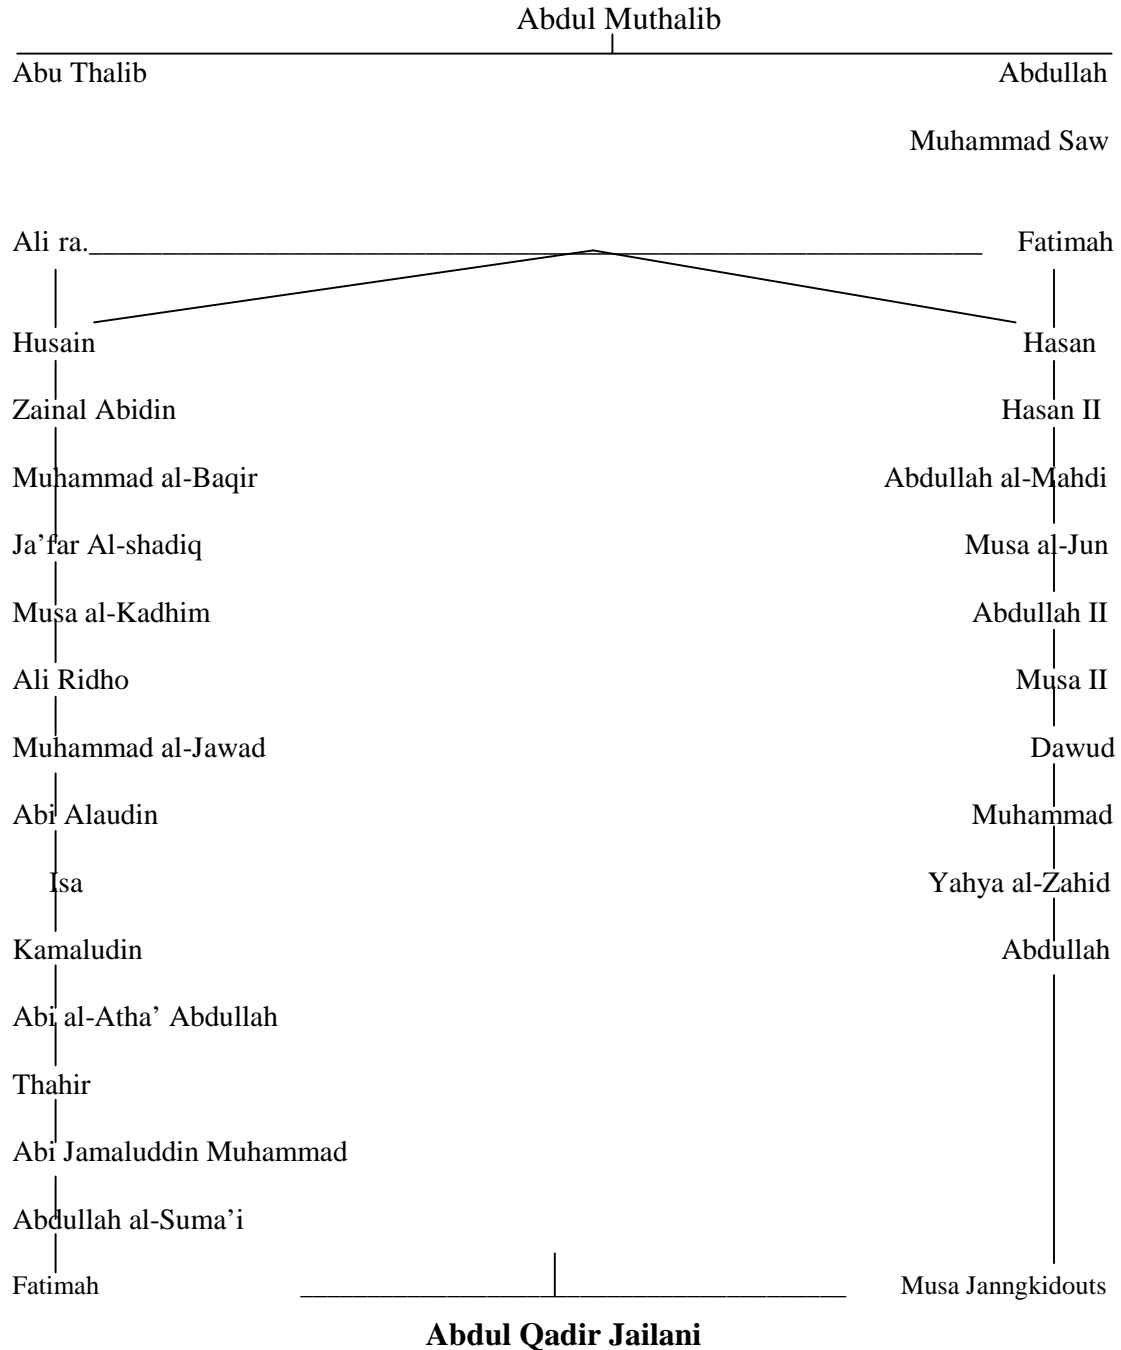 Abdul Muthalib
Abu Thalib Abdullah
Muhammad Saw
Ali ra. Fatimah
Husain Hasan
Zainal Abidin Hasan II
Muhammad al-Baqir Abdullah al-Mahdi
Ja’far Al-shadiq Musa al-Jun
Musa al-Kadhim Abdullah II
Ali Ridho Musa II
Muhammad al-Jawad Dawud
Abi Alaudin Muhammad
Isa Yahya al-Zahid
Kamaludin Abdullah
Abi al-Atha’ Abdullah
Thahir
Abi Jamaluddin Muhammad
Abdullah al-Suma’i
Fatimah Musa Janngkidouts
Abdul Qadir Jailani